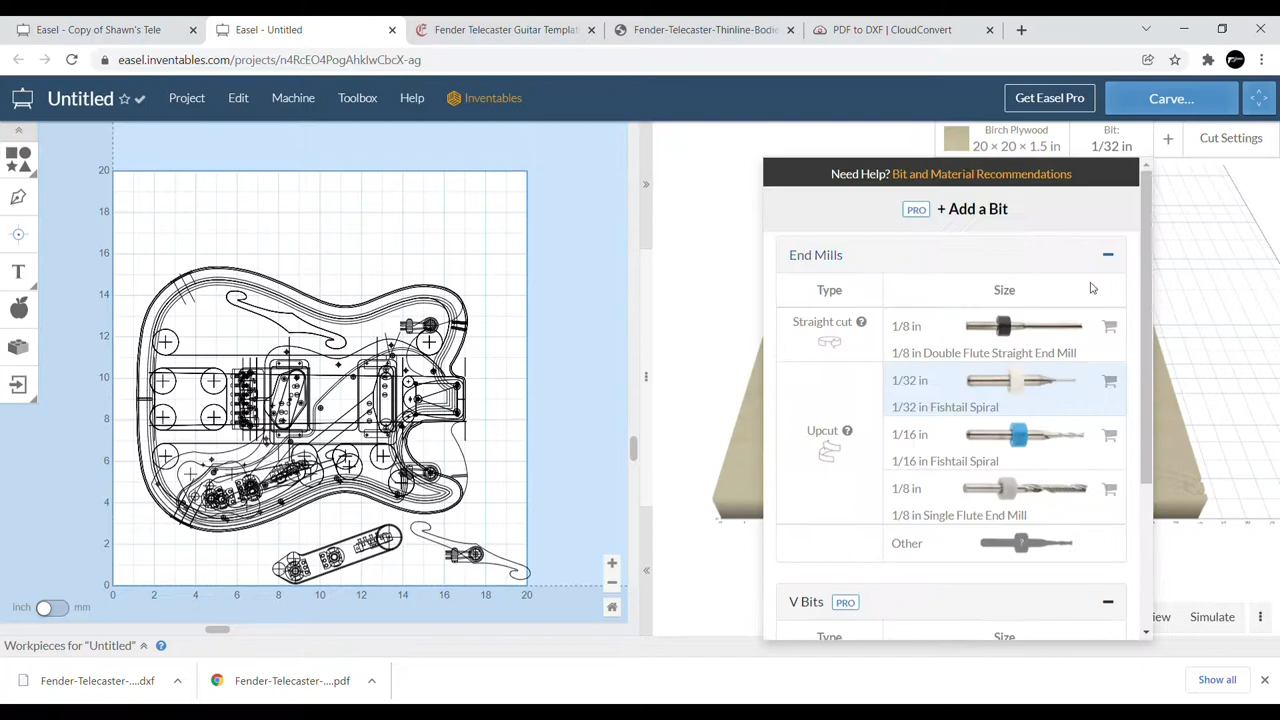 Easel - Copy of Shawn's Tele
Easel - Untitled
Fender Telecaster Guitar Templat
Fender-Telecaster-Thinline-Bodie
PDF to DXF | CloudConvert
easel.inventables.com/projects/n4RcEO4PogAhklwCbcX-ag
Untitled
Project
Edit
Machine
Toolbox
Help
Inventables
Get Easel Pro
Carve...
Birch Plywood
20 × 20 × 1.5 in
Bit:
1/32 in
+
Cut Settings
Need Help? Bit and Material Recommendations
PRO + Add a Bit
End Mills
Type
Size
Straight cut
1/8 in
1/8 in Double Flute Straight End Mill
1/32 in
1/32 in Fishtail Spiral
Upcut
1/16 in
1/16 in Fishtail Spiral
1/8 in
1/8 in Single Flute End Mill
Other
V Bits PRO
Type
Size
T
20
18
16
14
12
10
8
6
4
2
0
0 2 4 6 8 10 12 14 16 18 20
inch
mm
iew
Simulate
Workpieces for “Untitled”
Fender-Telecaster-....dxf
Fender-Telecaster-....pdf
Show all